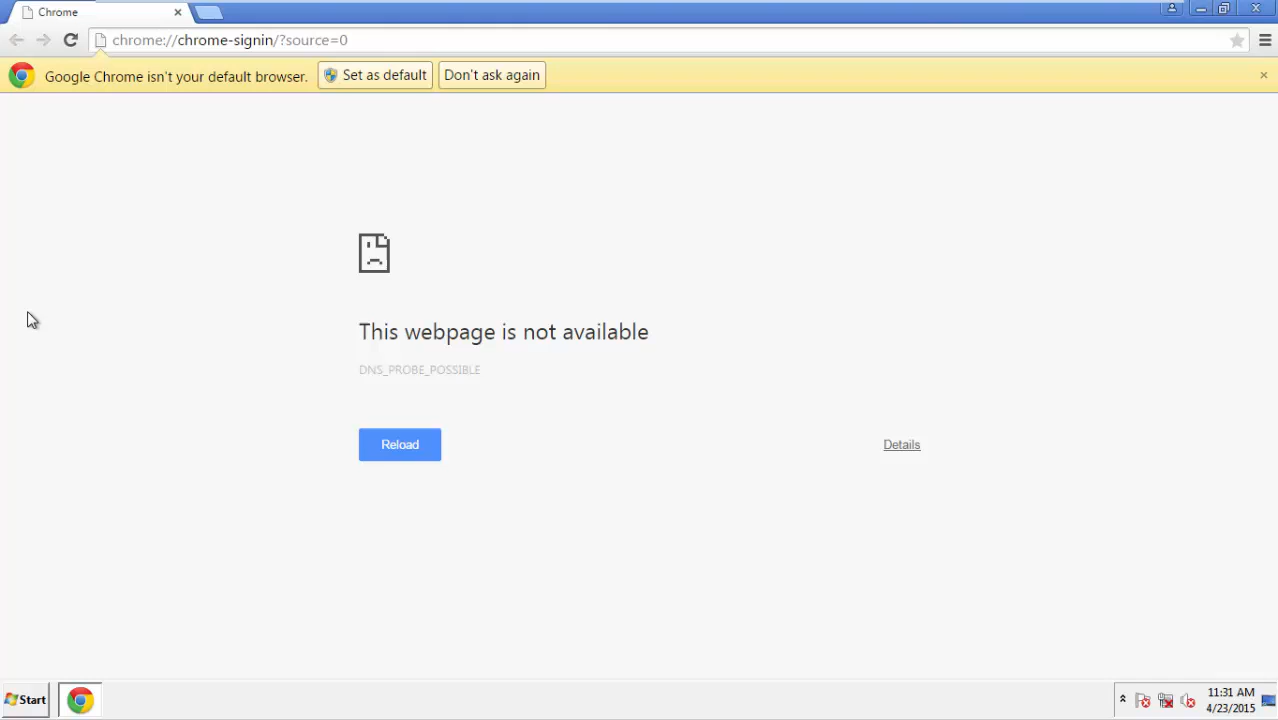 Chrome
chrome://chrome-signin/?source=0
Google Chrome isn't your default browser. Set as default Don't ask again
This webpage is not available
DNS_PROBE_POSSIBLE
Reload Details
Start
11:31 AM
4/23/2015